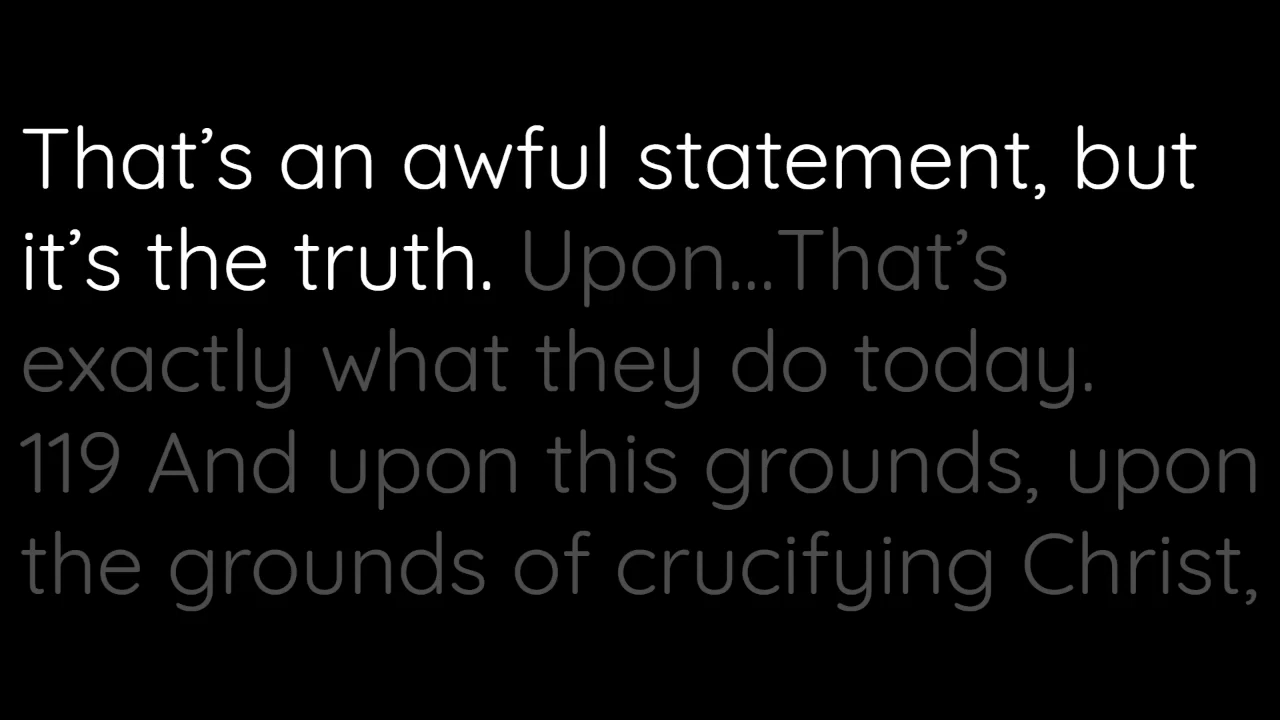 That’s an awful statement, but
it’s the truth. Upon...That’s
exactly what they do today.
119 And upon this grounds, upon
the grounds of crucifying Christ,